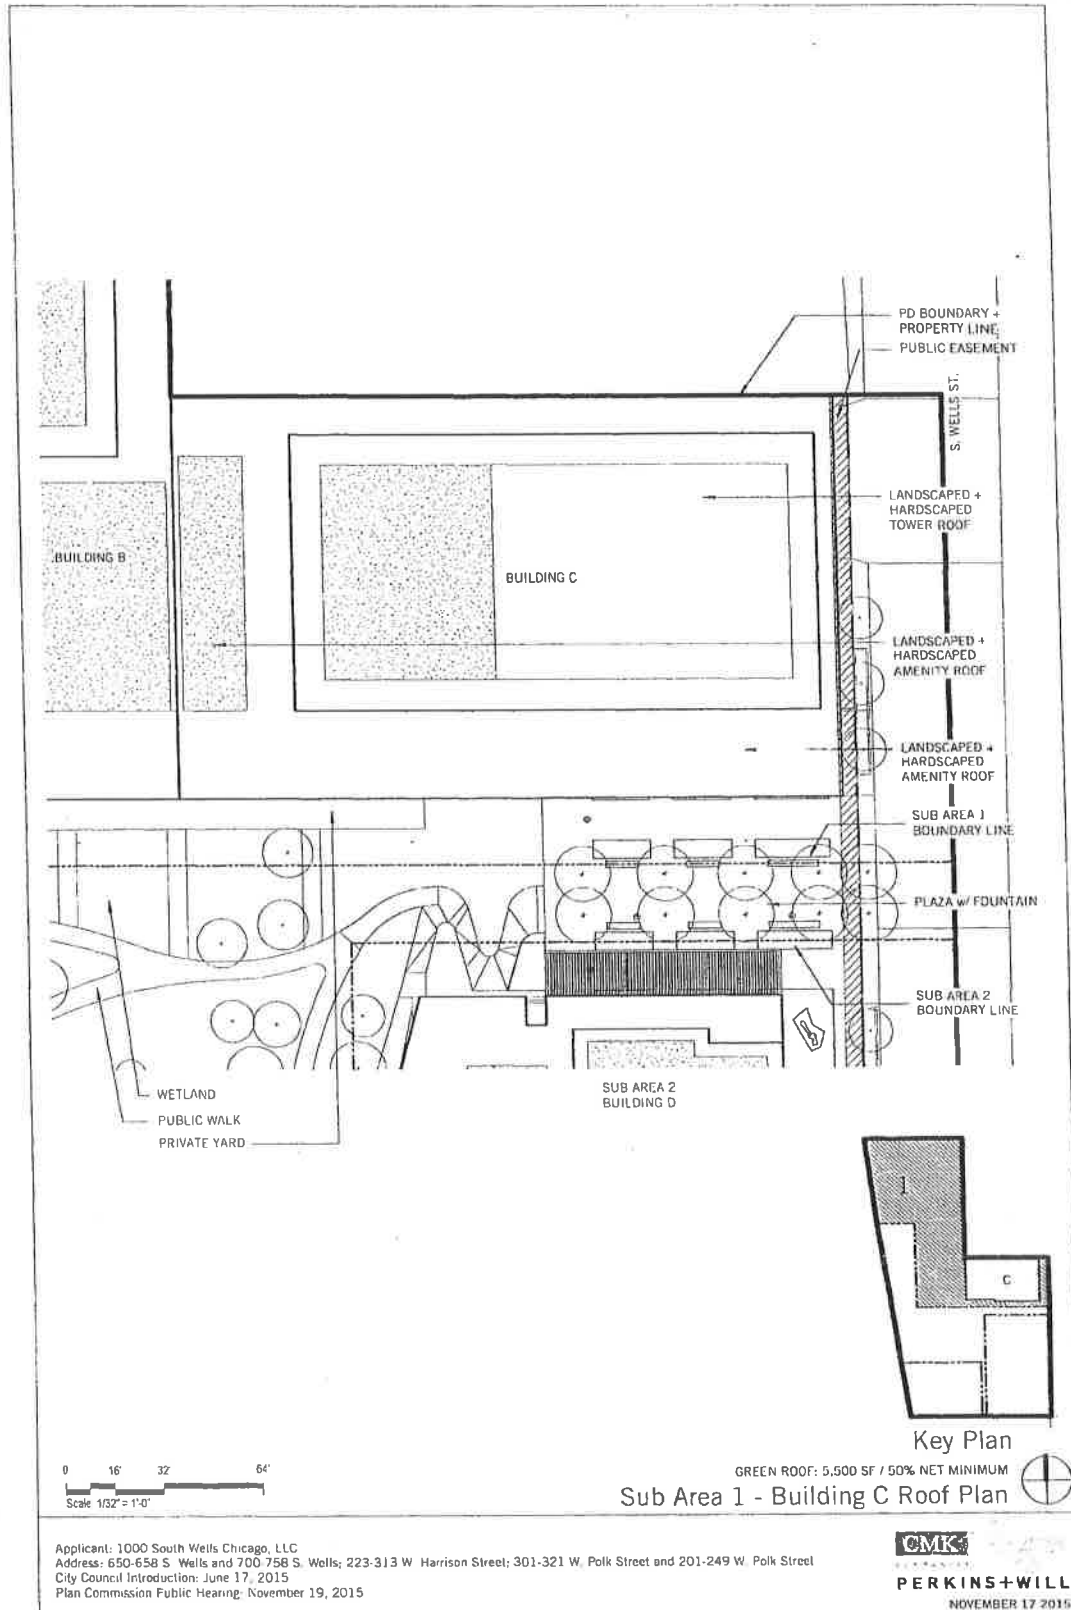 PD BOUNDARY +
PROPERTY LINE
PUBLIC EASEMENT
S. WELLS ST.
LANDSCAPED +
HARDSCAPED
TOWER ROOF
BUILDING B
BUILDING C
LANDSCAPED +
HARDSCAPED
AMENITY ROOF
LANDSCAPED +
HARDSCAPED
AMENITY ROOF
SUB AREA 1
BOUNDARY LINE
PLAZA w/ FOUNTAIN
SUB AREA 2
BOUNDARY LINE
WETLAND
PUBLIC WALK
PRIVATE YARD
SUB AREA 2
BUILDING D
1
C
Key Plan
GREEN ROOF: 5,500 SF / 50% NET MINIMUM
Sub Area 1 - Building C Roof Plan
0 16' 32' 64'
Scale 1/32" = 1'-0"
Applicant: 1000 South Wells Chicago, LLC
Address: 650-658 S. Wells and 700-758 S. Wells; 223-313 W Harrison Street; 301-321 W. Polk Street and 201-249 W. Polk Street
City Council Introduction: June 17, 2015
Plan Commission Public Hearing: November 19, 2015
CMK
PERKINS+WILL
NOVEMBER 17 2015